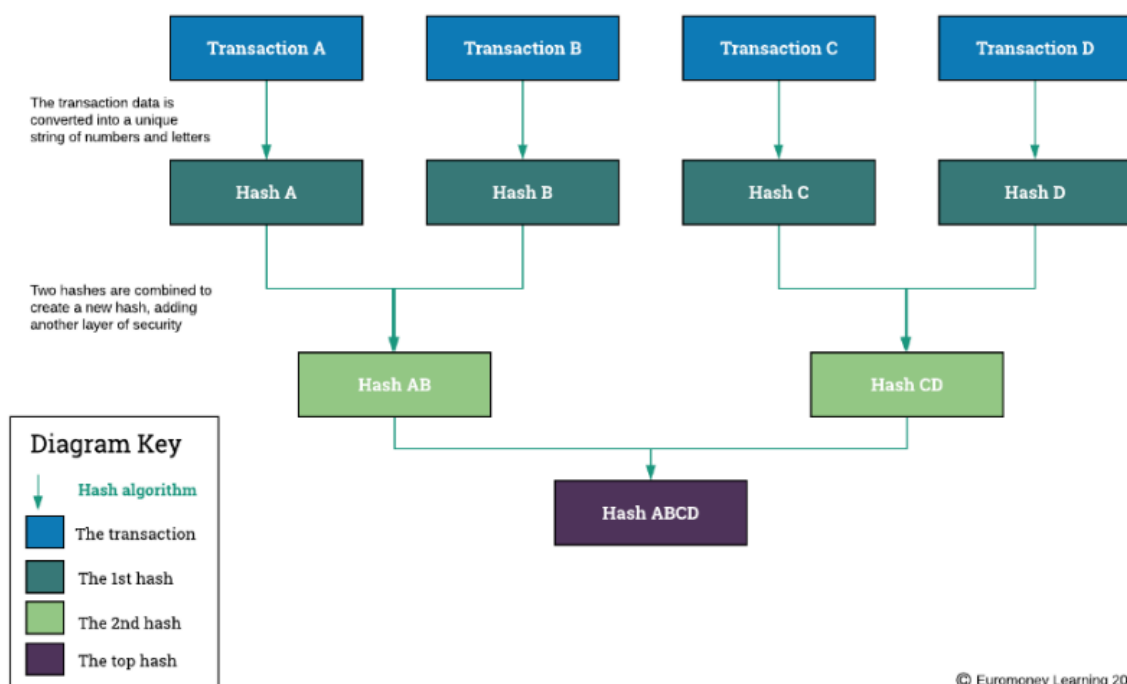 Transaction A
Transaction B
Transaction C
Transaction D
The transaction data is
converted into a unique
string of numbers and letters
Hash A
Hash B
Hash C
Hash D
Two hashes are combined to
create a new hash, adding
another layer of security
Hash AB
Hash CD
Hash ABCD
Diagram Key
Hash algorithm
The transaction
The 1st hash
The 2nd hash
The top hash
© Euromoney Learning 20